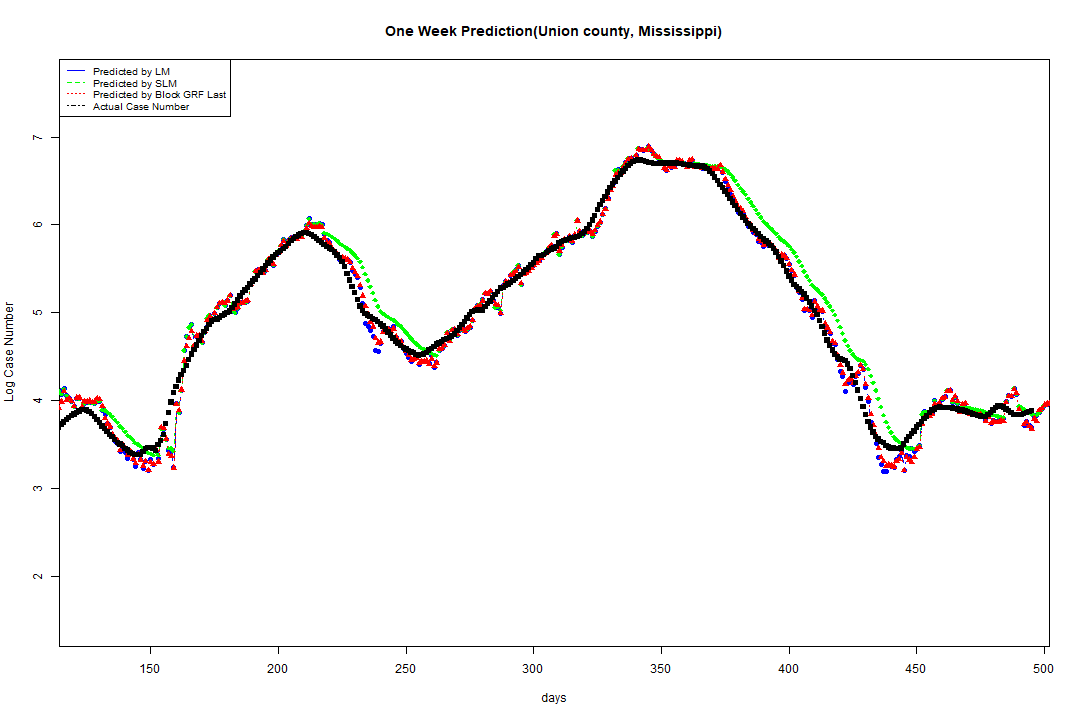 One Week Prediction(Union county, Mississippi)
Predicted by LM
Predicted by SLM
Predicted by Block GRF Last
Actual Case Number
7
6
5
4
3
2
Log Case Number
150 200 250 300 350 400 450 500
days